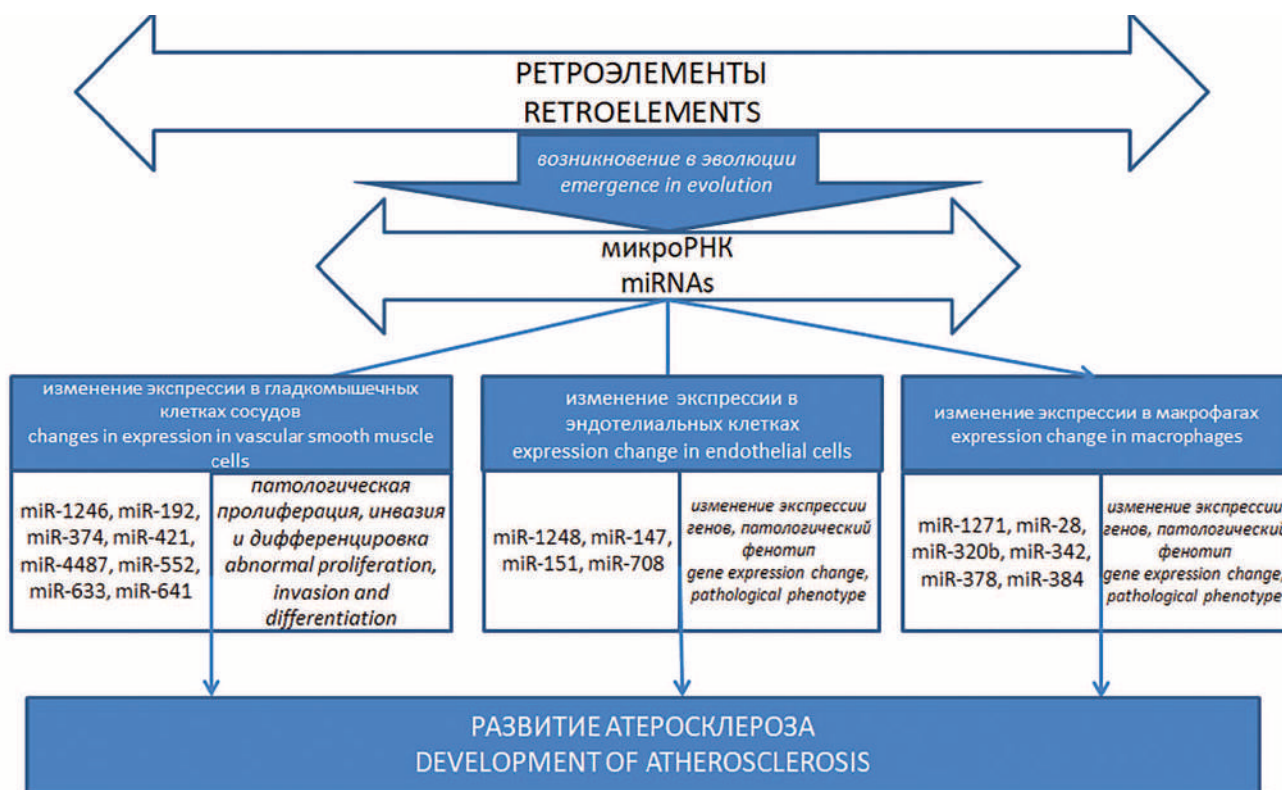 РЕТРОЭЛЕМЕНТЫ
RETROELEMENTS
возникновение в эволюции
emergence in evolution
микроРНК
miRNAs
изменение экспрессии в гладкомышечных
клетках сосудов
changes in expression in vascular smooth muscle
cells
miR-1246, miR-192,
miR-374, miR-421,
miR-4487, miR-552,
miR-633, miR-641
патологическая
пролиферация, инвазия
и дифференцировка
abnormal proliferation,
invasion and
differentiation
изменение экспрессии в
эндотелиальных клетках
expression change in endothelial cells
miR-1248, miR-147,
miR-151, miR-708
изменение экспрессии
генов, патологический
фенотип
gene expression change,
pathological phenotype
изменение экспрессии в макрофагах
expression change in macrophages
miR-1271, miR-28,
miR-320b, miR-342,
miR-378, miR-384
изменение экспрессии
генов, патологический
фенотип
gene expression change,
pathological phenotype
РАЗВИТИЕ АТЕРОСКЛЕРОЗА
DEVELOPMENT OF ATHEROSCLEROSIS